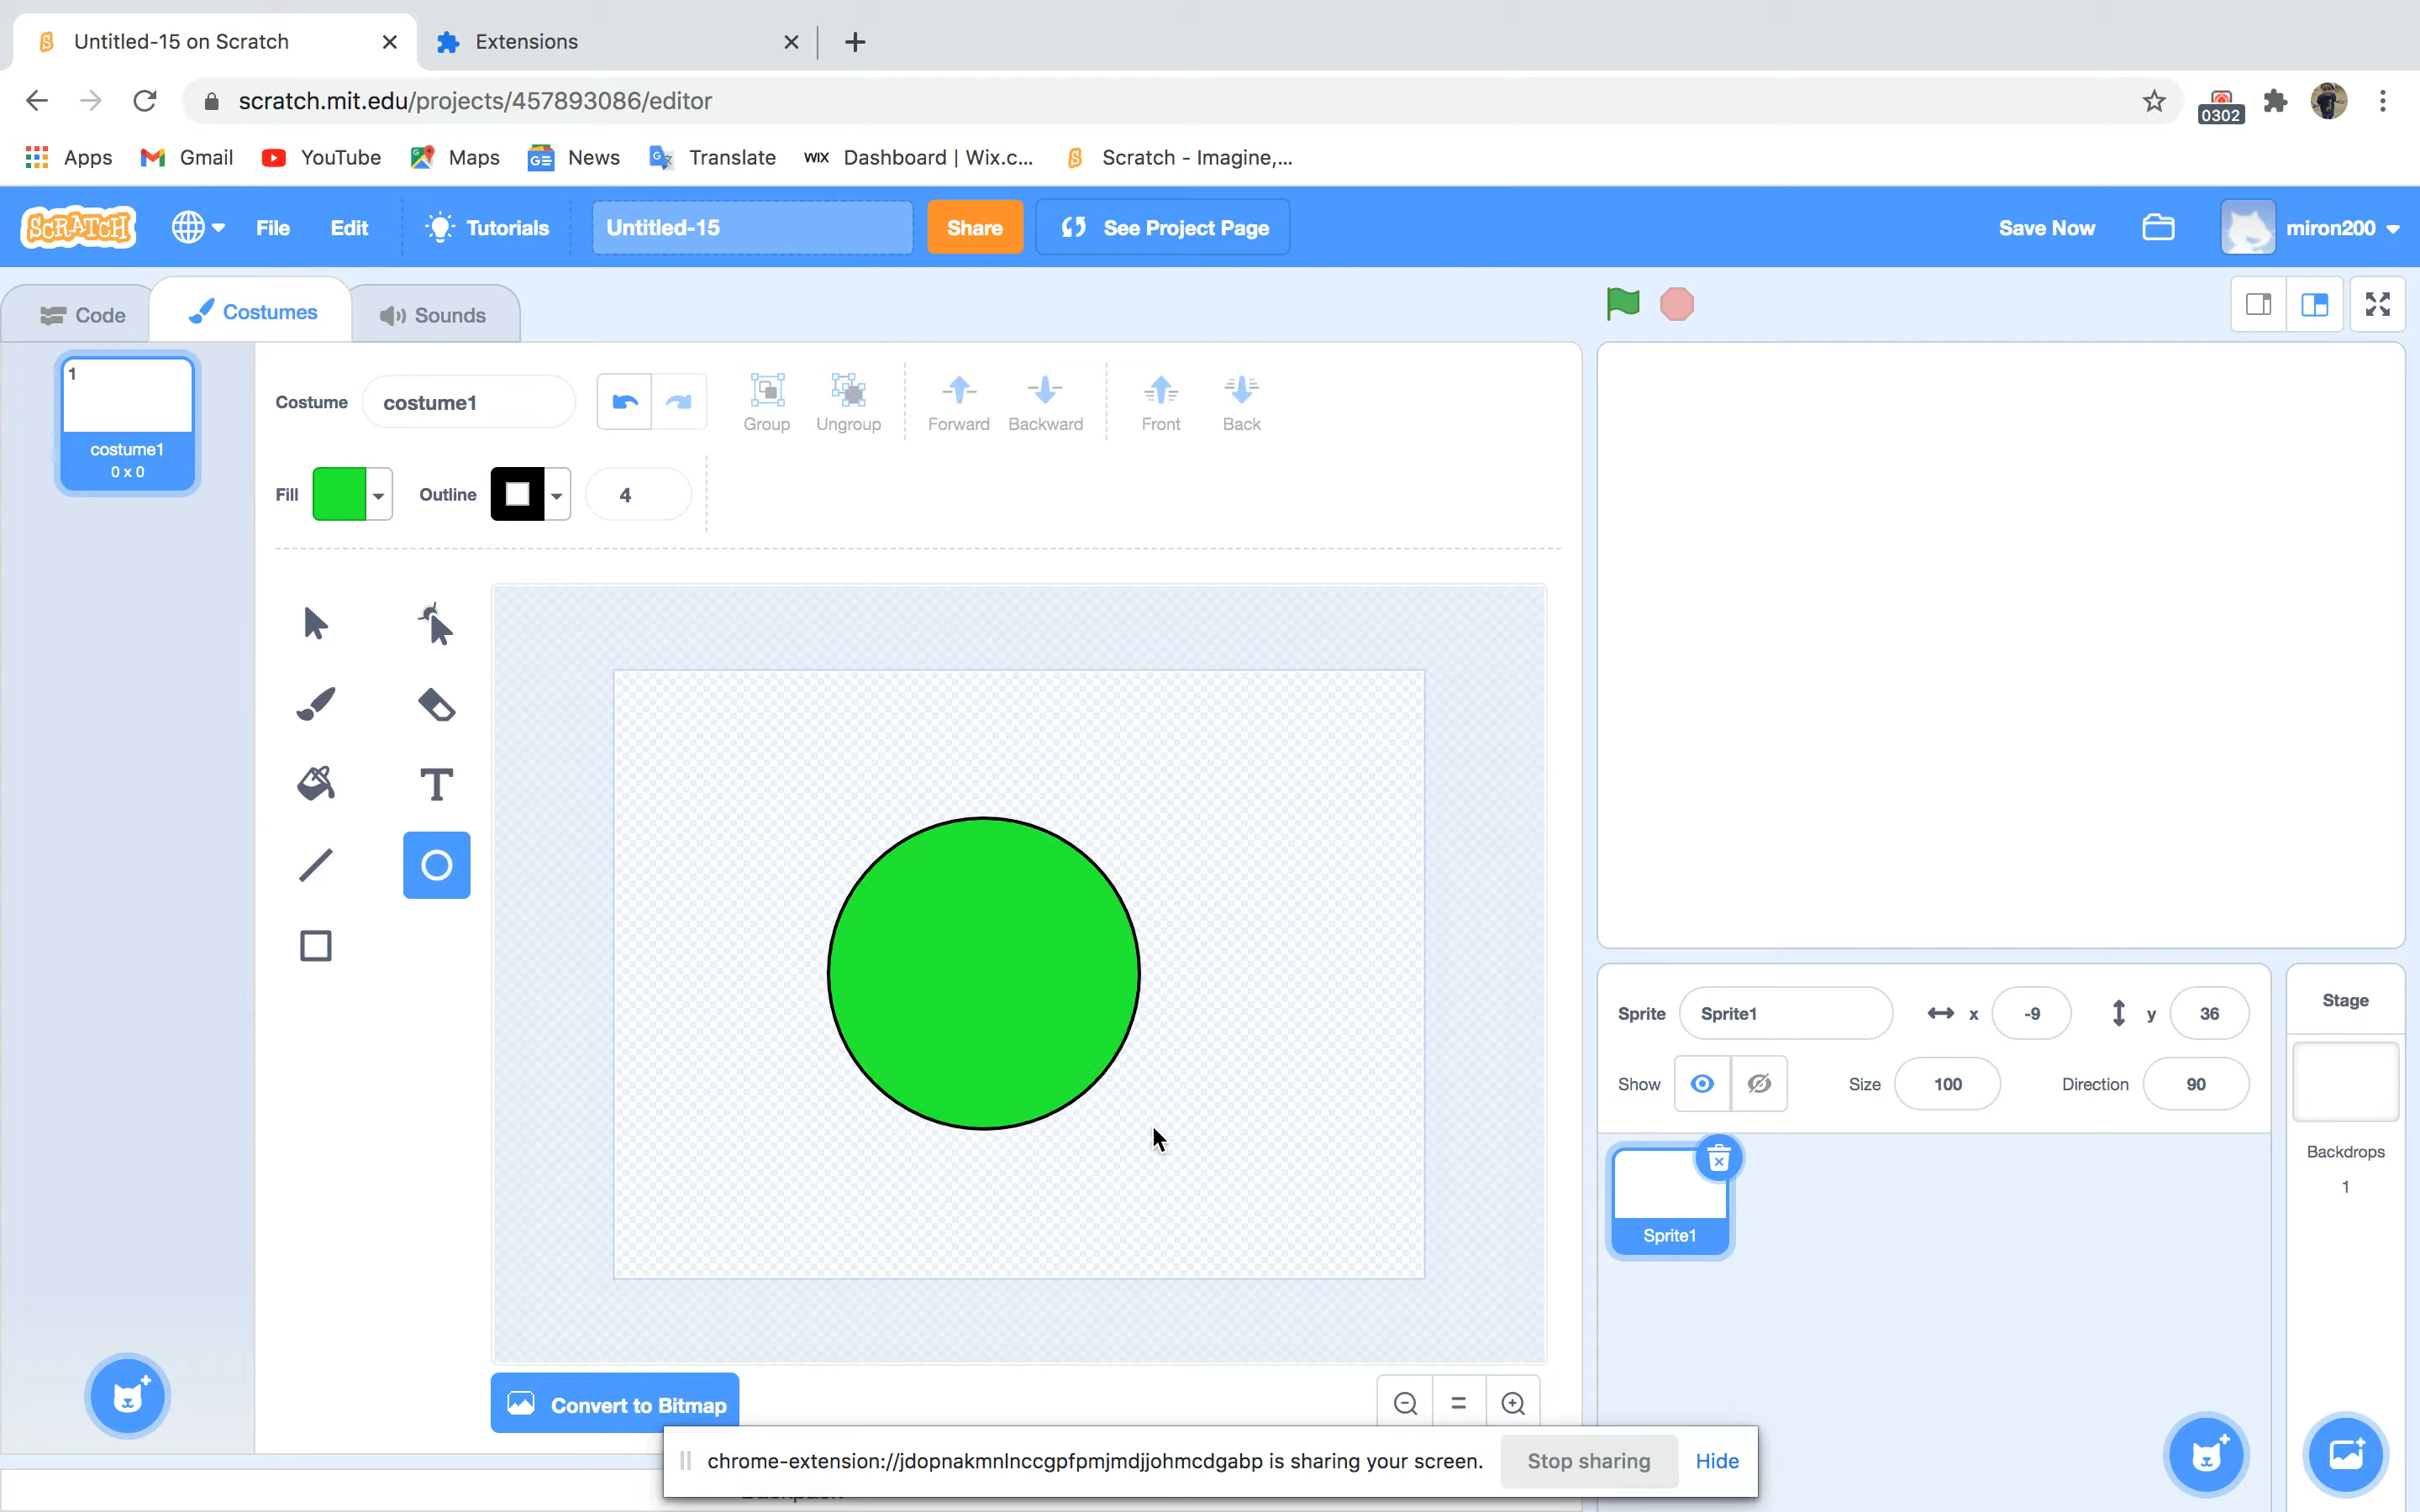 Untitled-15 on Scratch
Extensions
scratch.mit.edu/projects/457893086/editor
0302
Apps
Gmail
YouTube
Maps
News
Translate
WIX Dashboard | Wix.c...
Scratch - Imagine,...
SCRATCH
File
Edit
Tutorials
Untitled-15
Share
See Project Page
Save Now
miron200
Code
Costumes
Sounds
1
costume1
0 x 0
Costume
costume1
Group
Ungroup
Forward
Backward
Front
Back
Fill
Outline
4
T
Convert to Bitmap
Sprite
Sprite1
x
-9
y
36
Show
Size
100
Direction
90
Sprite1
Stage
Backdrops
1
chrome-extension://jdopnakmnlnccgpfpmjmdjjohmcdgabp is sharing your screen.
Stop sharing
Hide